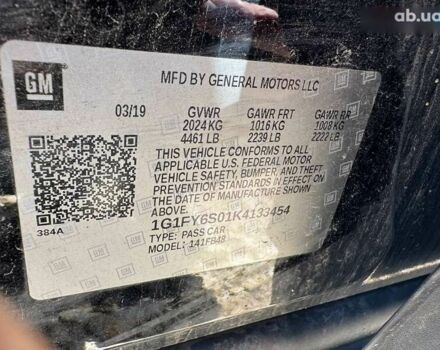 ab.ua
GM
MFD BY GENERAL MOTORS LLC
03/19 GVWR GAWR FRT GAWR RR
2024 KG 1016 KG 1008 KG
4461 LB 2239 LB 2222 LB
THIS VEHICLE CONFORMS TO ALL
APPLICABLE U.S. FEDERAL MOTOR
VEHICLE SAFETY, BUMPER, AND THEFT
PREVENTION STANDARDS IN EFFECT ON
THE DATE OF MANUFACTURE SHOWN
ABOVE.
384A
1G1FY6S01K4133454
TYPE: PASS CAR
MODEL: 141FB48